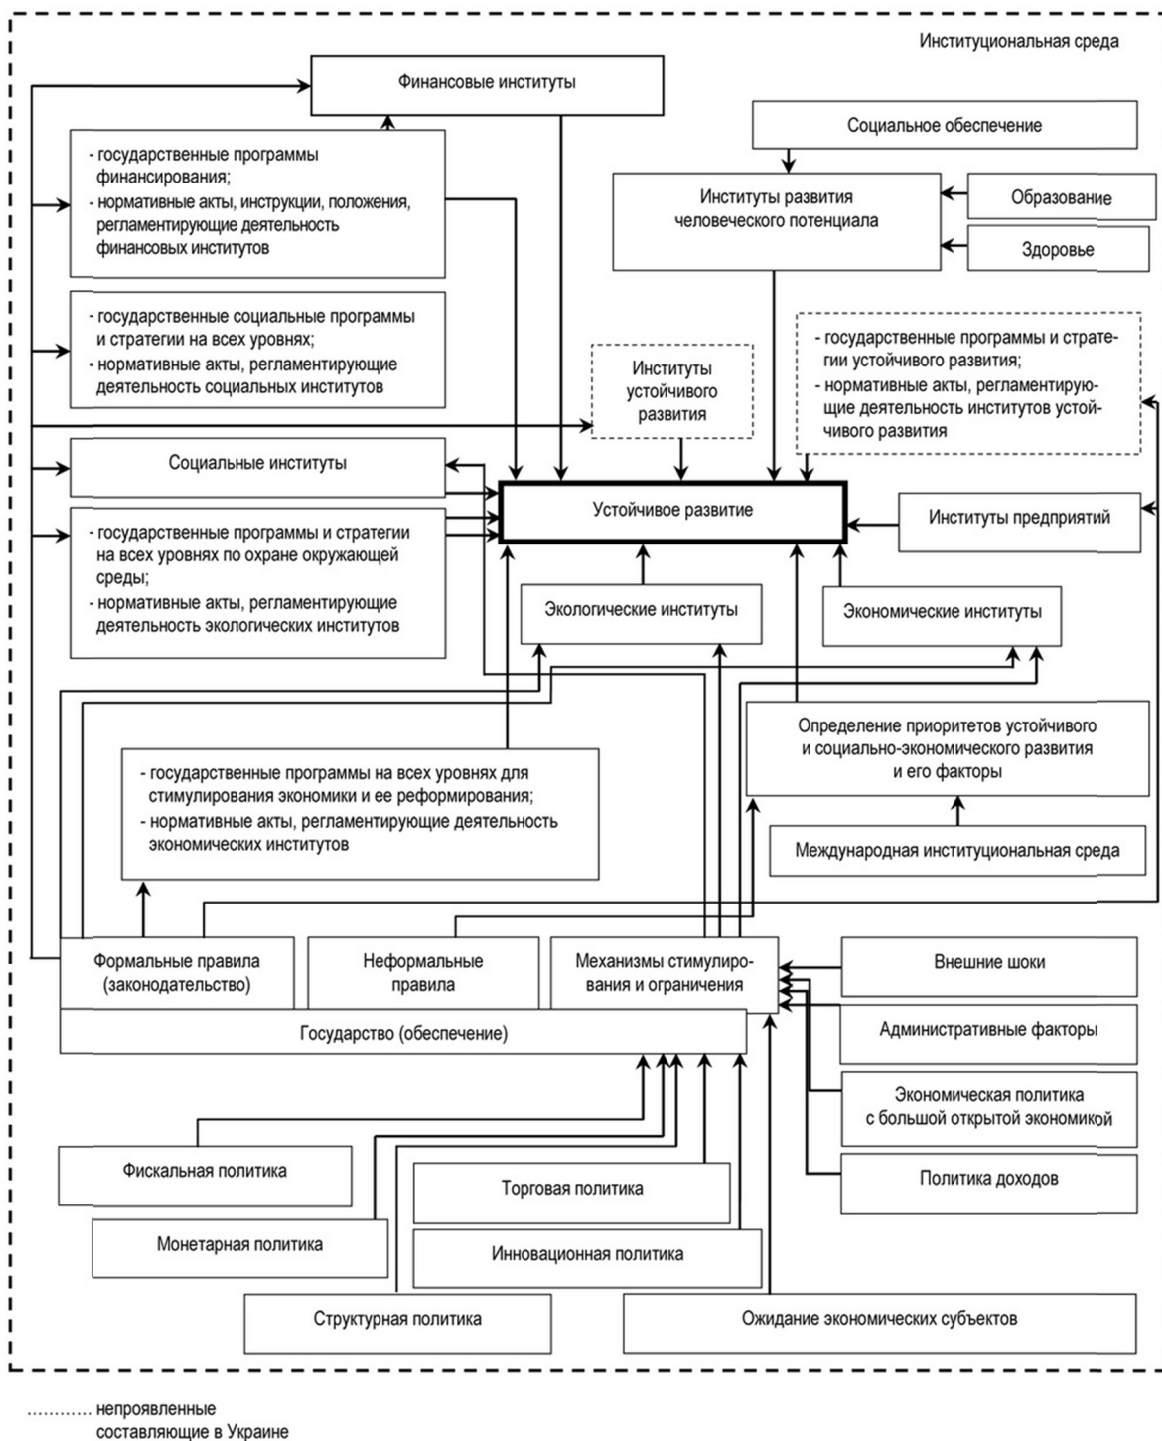 Институциональная среда
Финансовые институты
Социальное обеспечение
- государственные программы
финансирования;
- нормативные акты, инструкции, положения,
регламентирующие деятельность
финансовых институтов
Институты развития
человеческого потенциала
Образование
Здоровье
- государственные социальные программы
и стратегии на всех уровнях;
- нормативные акты, регламентирующие
деятельность социальных институтов
Институты
устойчивого
развития
- государственные программы и страте-
гии устойчивого развития;
- нормативные акты, регламентирую-
щие деятельность институтов устой-
чивого развития
Социальные институты
Устойчивое развитие
Институты предприятий
- государственные программы и стратегии
на всех уровнях по охране окружающей
среды;
- нормативные акты, регламентирующие
деятельность экологических институтов
Экологические институты
Экономические институты
Определение приоритетов устойчивого
и социально-экономического развития
и его факторы
- государственные программы на всех уровнях для
стимулирования экономики и ее реформирования;
- нормативные акты, регламентирующие деятельность
экономических институтов
Международная институциональная среда
Формальные правила
(законодательство)
Неформальные
правила
Механизмы стимулиро-
вания и ограничения
Внешние шоки
Государство (обеспечение)
Административные факторы
Экономическая политика
с большой открытой экономикой
Фискальная политика
Торговая политика
Политика доходов
Монетарная политика
Инновационная политика
Структурная политика
Ожидание экономических субъектов
............ непроявленные
составляющие в Украине